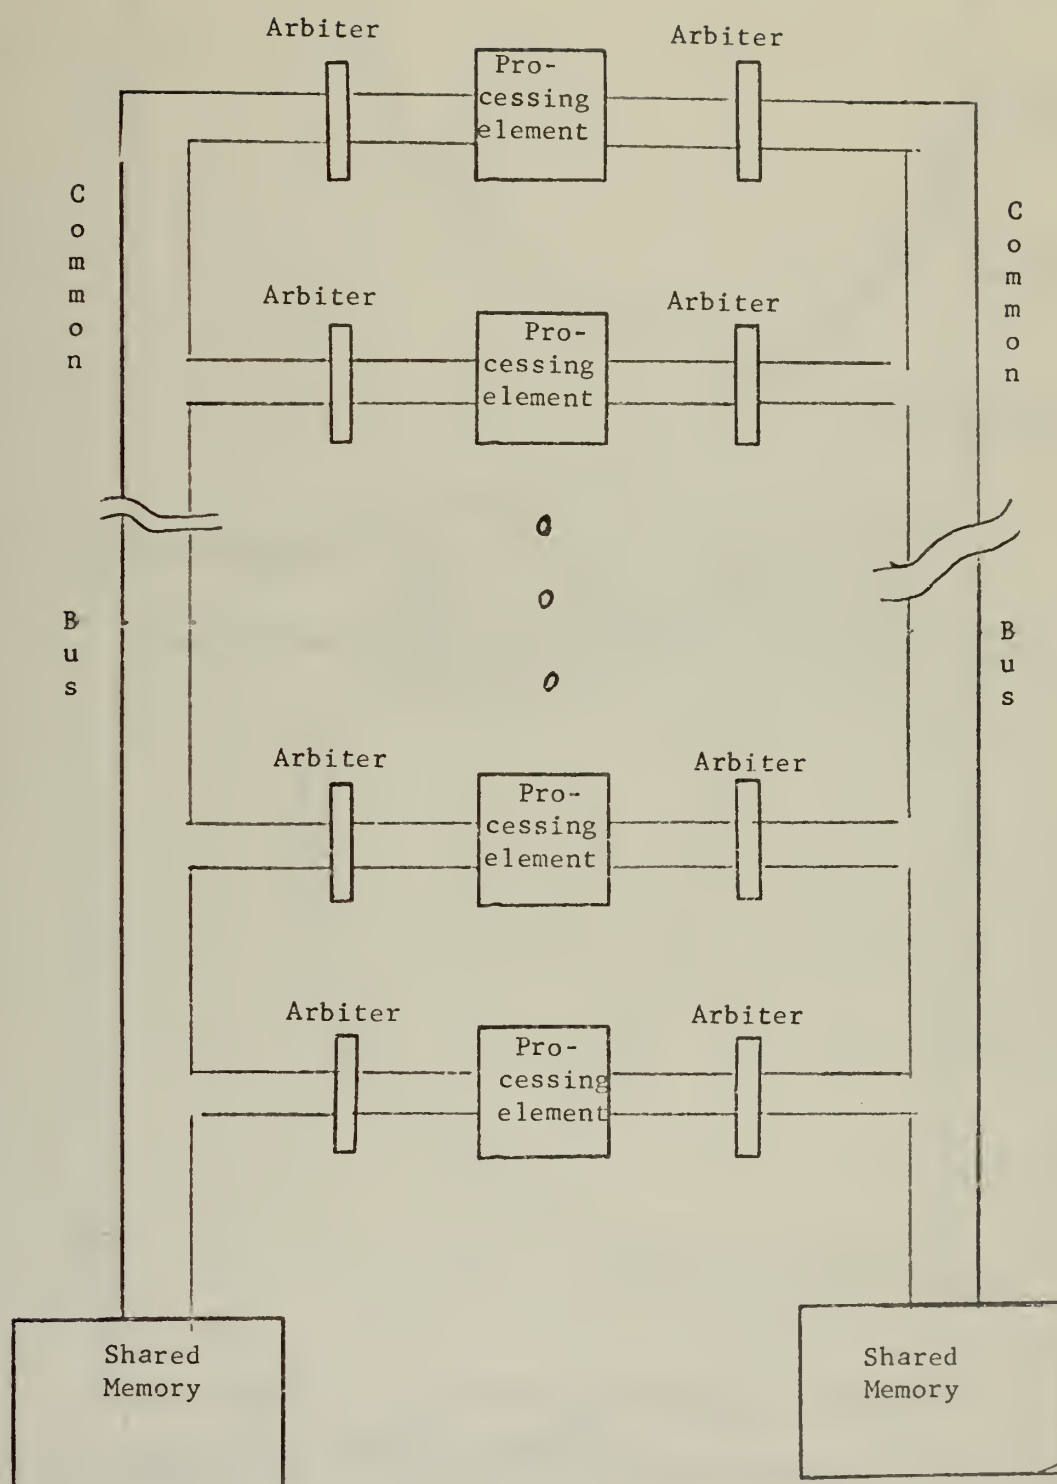 Arbiter
Arbiter
Pro-
cessing
element
C
o
m
m
o
n
C
o
m
m
o
n
Arbiter
Arbiter
Pro-
cessing
element
B
u
s
B
u
s
Arbiter
Arbiter
Pro-
cessing
element
Arbiter
Arbiter
Pro-
cessing
element
Shared
Memory
Shared
Memory